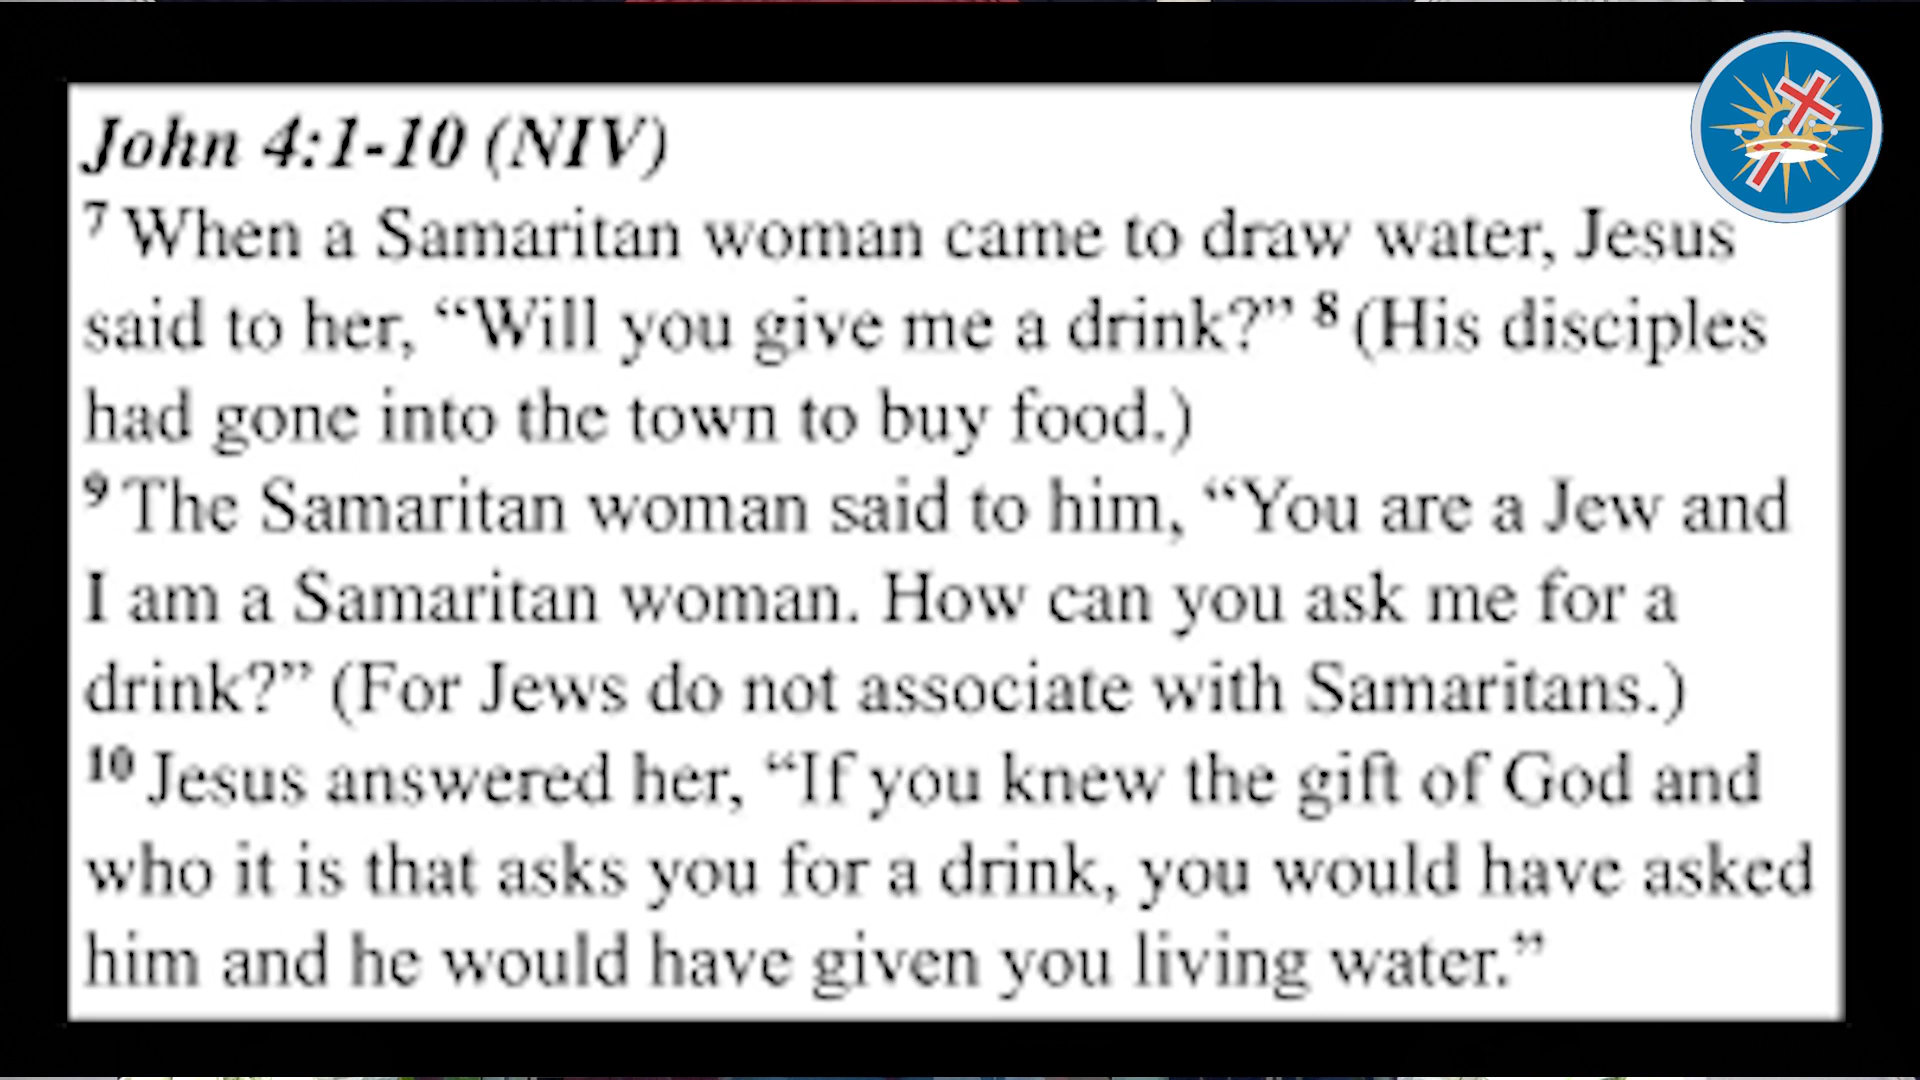 John 4:1-10 (NIV)
7 When a Samaritan woman came to draw water, Jesus
said to her, “Will you give me a drink?” 8 (His disciples
had gone into the town to buy food.)
9 The Samaritan woman said to him, “You are a Jew and
I am a Samaritan woman. How can you ask me for a
drink?” (For Jews do not associate with Samaritans.)
10 Jesus answered her, “If you knew the gift of God and
who it is that asks you for a drink, you would have asked
him and he would have given you living water.”